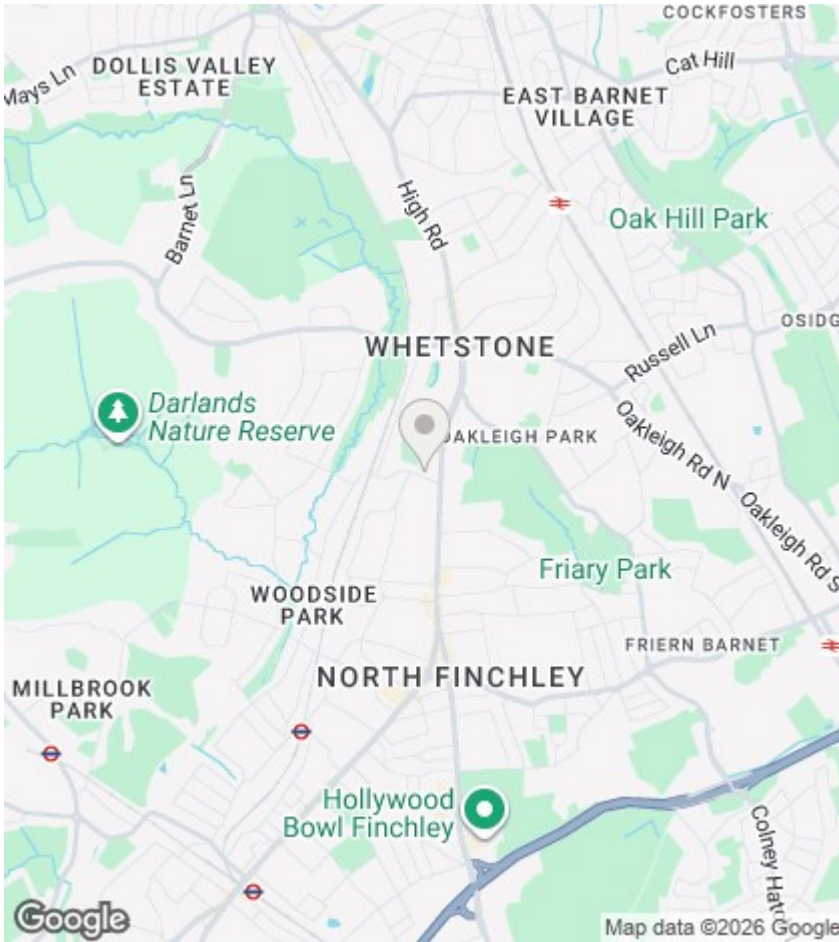 COCKFOSTERS
Cat Hill
Mays Ln
DOLLIS VALLEY
ESTATE
EAST BARNET
VILLAGE
Barnet Ln
High Rd
Oak Hill Park
OSIDG
WHETSTONE
Russell Ln
Darlands
Nature Reserve
OAKLEIGH PARK
Oakleigh Rd N
Oakleigh Rd S
Friary Park
WOODSIDE
PARK
FRIERN BARNET
NORTH FINCHLEY
MILLBROOK
PARK
Hollywood
Bowl Finchley
Colney Hatc
Google
Map data ©2026 Google